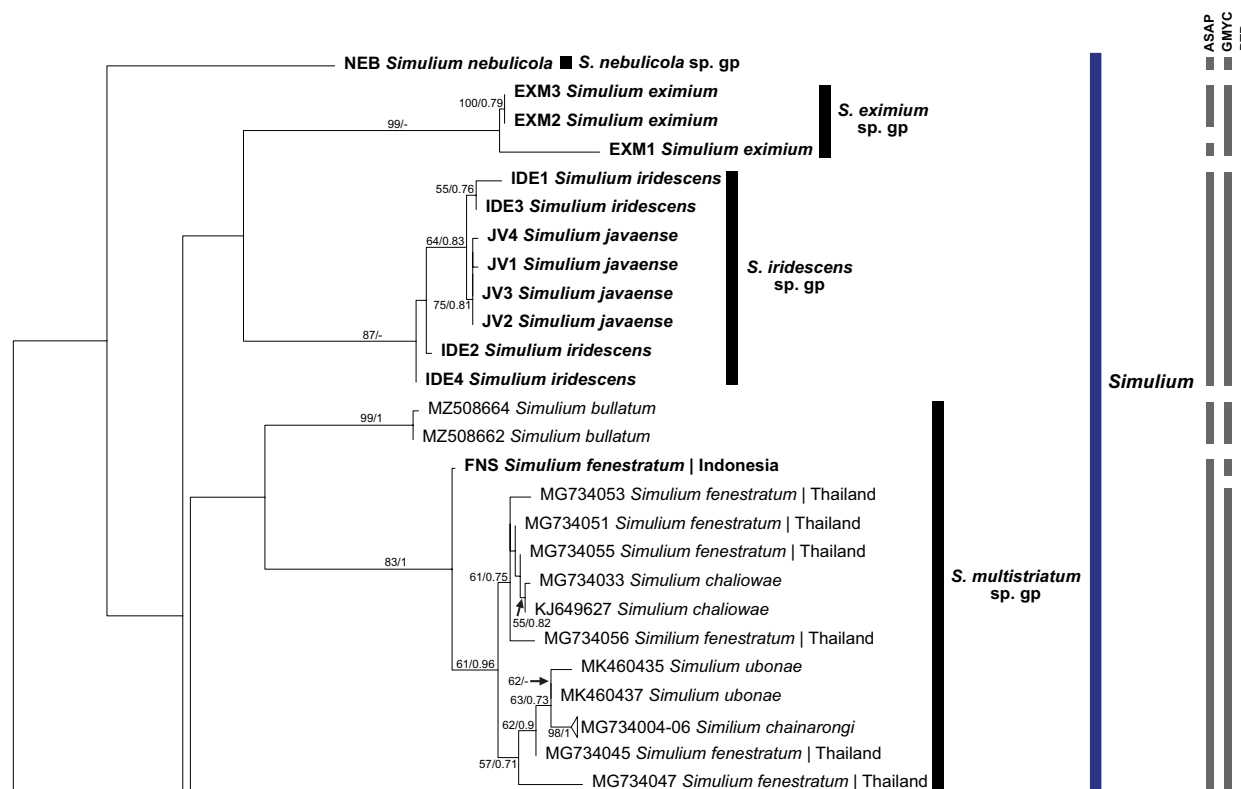 ASAP
GMYC
NEB Simulium nebulicola
S. nebulicola sp. gp
EXM3 Simulium eximium
100/0.79
EXM2 Simulium eximium
99/-
EXM1 Simulium eximium
S. eximium
sp. gp
IDE1 Simulium iridescens
55/0.76
IDE3 Simulium iridescens
JV4 Simulium javaense
64/0.83
JV1 Simulium javaense
JV3 Simulium javaense
75/0.81
JV2 Simulium javaense
87/-
IDE2 Simulium iridescens
IDE4 Simulium iridescens
S. iridescens
sp. gp
Simulium
MZ508664 Simulium bullatum
99/1
MZ508662 Simulium bullatum
FNS Simulium fenestratum | Indonesia
MG734053 Simulium fenestratum | Thailand
MG734051 Simulium fenestratum | Thailand
MG734055 Simulium fenestratum | Thailand
83/1
61/0.75
MG734033 Simulium chaliowae
KJ649627 Simulium chaliowae
55/0.82
MG734056 Similium fenestratum | Thailand
S. multistriatum
sp. gp
61/0.96
MK460435 Simulium ubonae
62/-
MK460437 Simulium ubonae
63/0.73
62/0.9
MG734004-06 Similium chainarongi
98/1
MG734045 Simulium fenestratum | Thailand
57/0.71
MG734047 Simulium fenestratum | Thailand